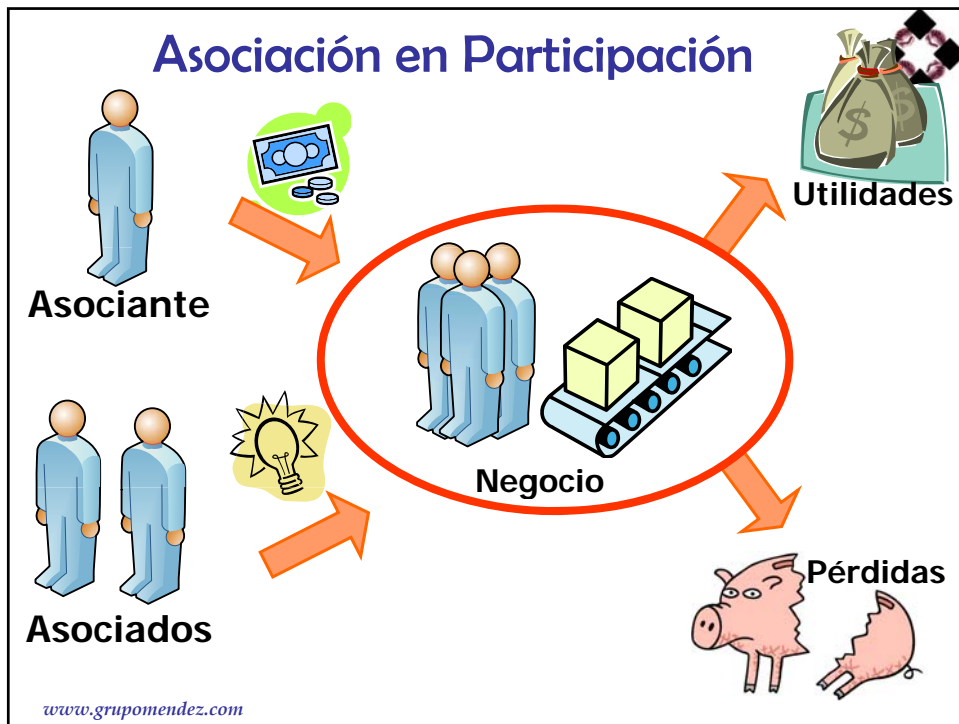 Asociación en Participación
Utilidades
Asociante
Negocio
Pérdidas
Asociados
www.grupomendez.com